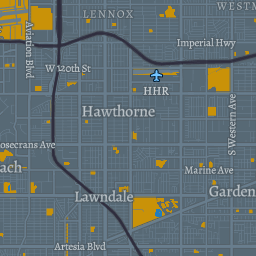 LENNOX
WESTM
Imperial Hwy
Aviation Blvd
W 120th St
HHR
Hawthorne
S Western Ave
osecrans Ave
ach
Marine Ave
Lawndale
Garden
Artesia Blvd